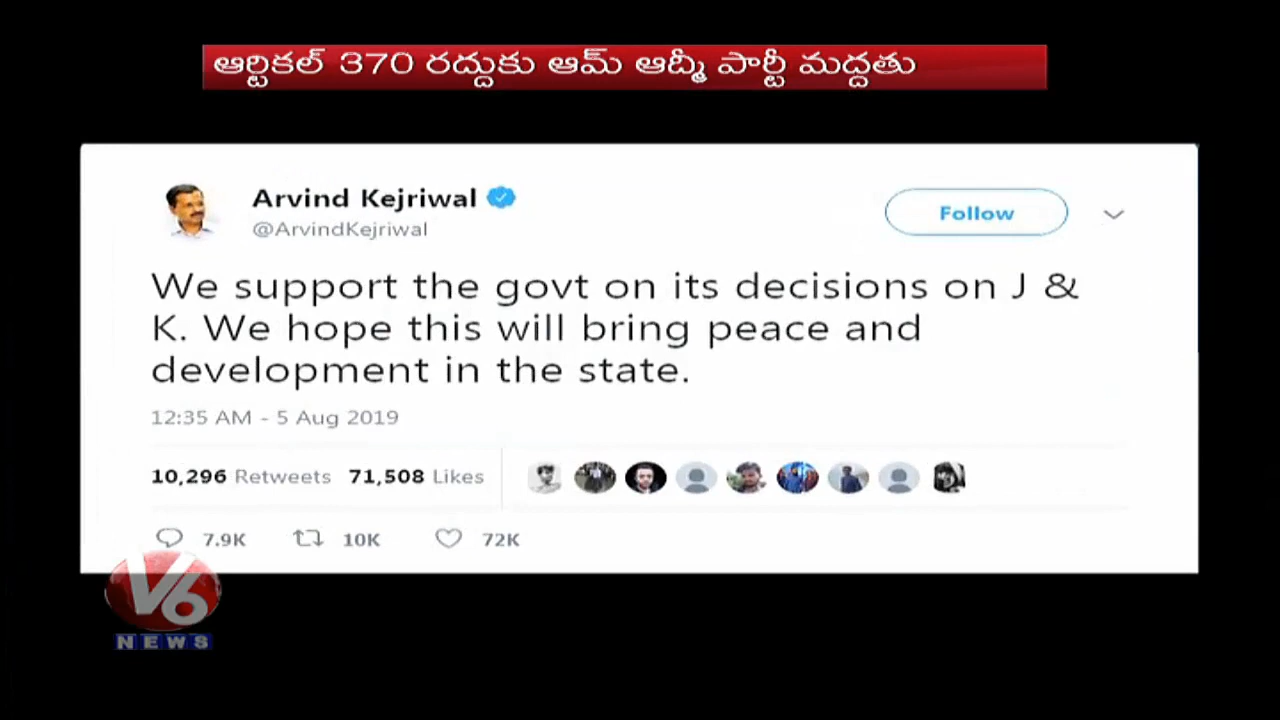 ఆర్టికల్ 370 రద్దుకు ఆమ్ ఆద్మీ పార్టీ మద్దతు
Arvind Kejriwal
@ArvindKejriwal
Follow
We support the govt on its decisions on J &
K. We hope this will bring peace and
development in the state.
12:35 AM - 5 Aug 2019
10,296 Retweets 71,508 Likes
7.9K 10K 72K
V6
NEWS